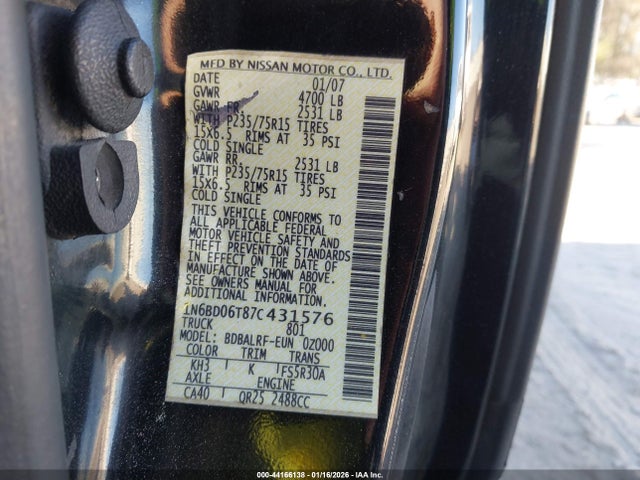 MFD BY NISSAN MOTOR CO., LTD.
DATE 01/07
GVWR 4700 LB
GAWR FR. 2531 LB
WITH P235/75R15 TIRES
15X6.5 RIMS AT 35 PSI
COLD SINGLE
GAWR RR. 2531 LB
WITH P235/75R15 TIRES
15X6.5 RIMS AT 35 PSI
COLD SINGLE
THIS VEHICLE CONFORMS TO
ALL APPLICABLE FEDERAL
MOTOR VEHICLE SAFETY AND
THEFT PREVENTION STANDARDS
IN EFFECT ON THE DATE OF
MANUFACTURE SHOWN ABOVE.
SEE OWNERS MANUAL FOR
ADDITIONAL INFORMATION.
1N6BD06T87C431576
TRUCK 801
MODEL: BDBALRF-EUN 0Z000
COLOR TRIM TRANS
KH3 K FS5R30A
AXLE ENGINE
CA40 QR25 2488CC
000-44166138 - 01/16/2026 - IAA Inc.